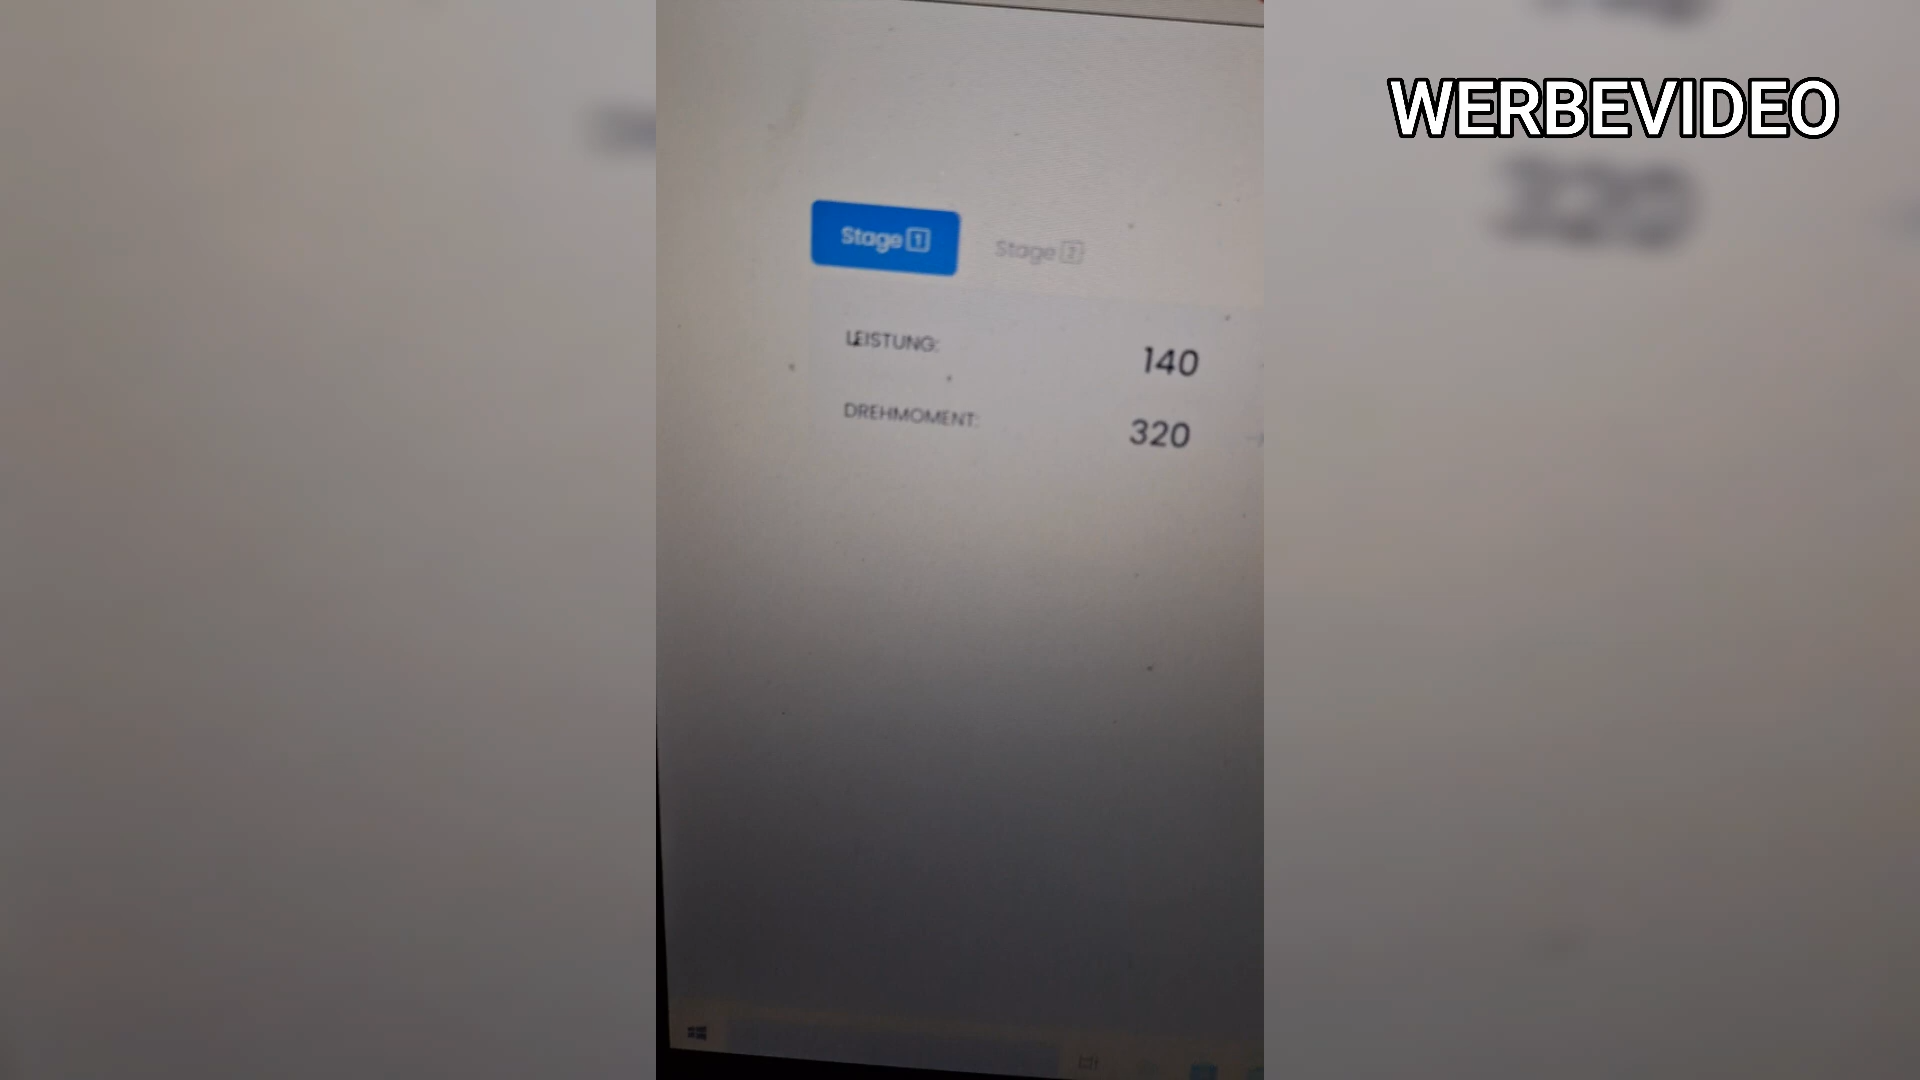 WERBEVIDEO
Stage 1 Stage 2
LEISTUNG: 140
DREHMOMENT: 320